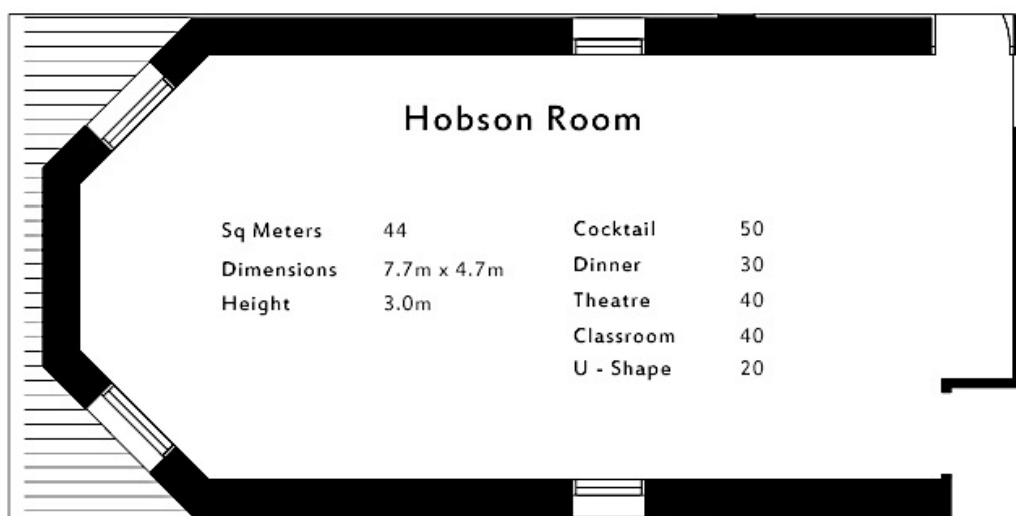 Hobson Room
Sq Meters 44
Dimensions 7.7m x 4.7m
Height 3.0m
Cocktail 50
Dinner 30
Theatre 40
Classroom 40
U - Shape 20